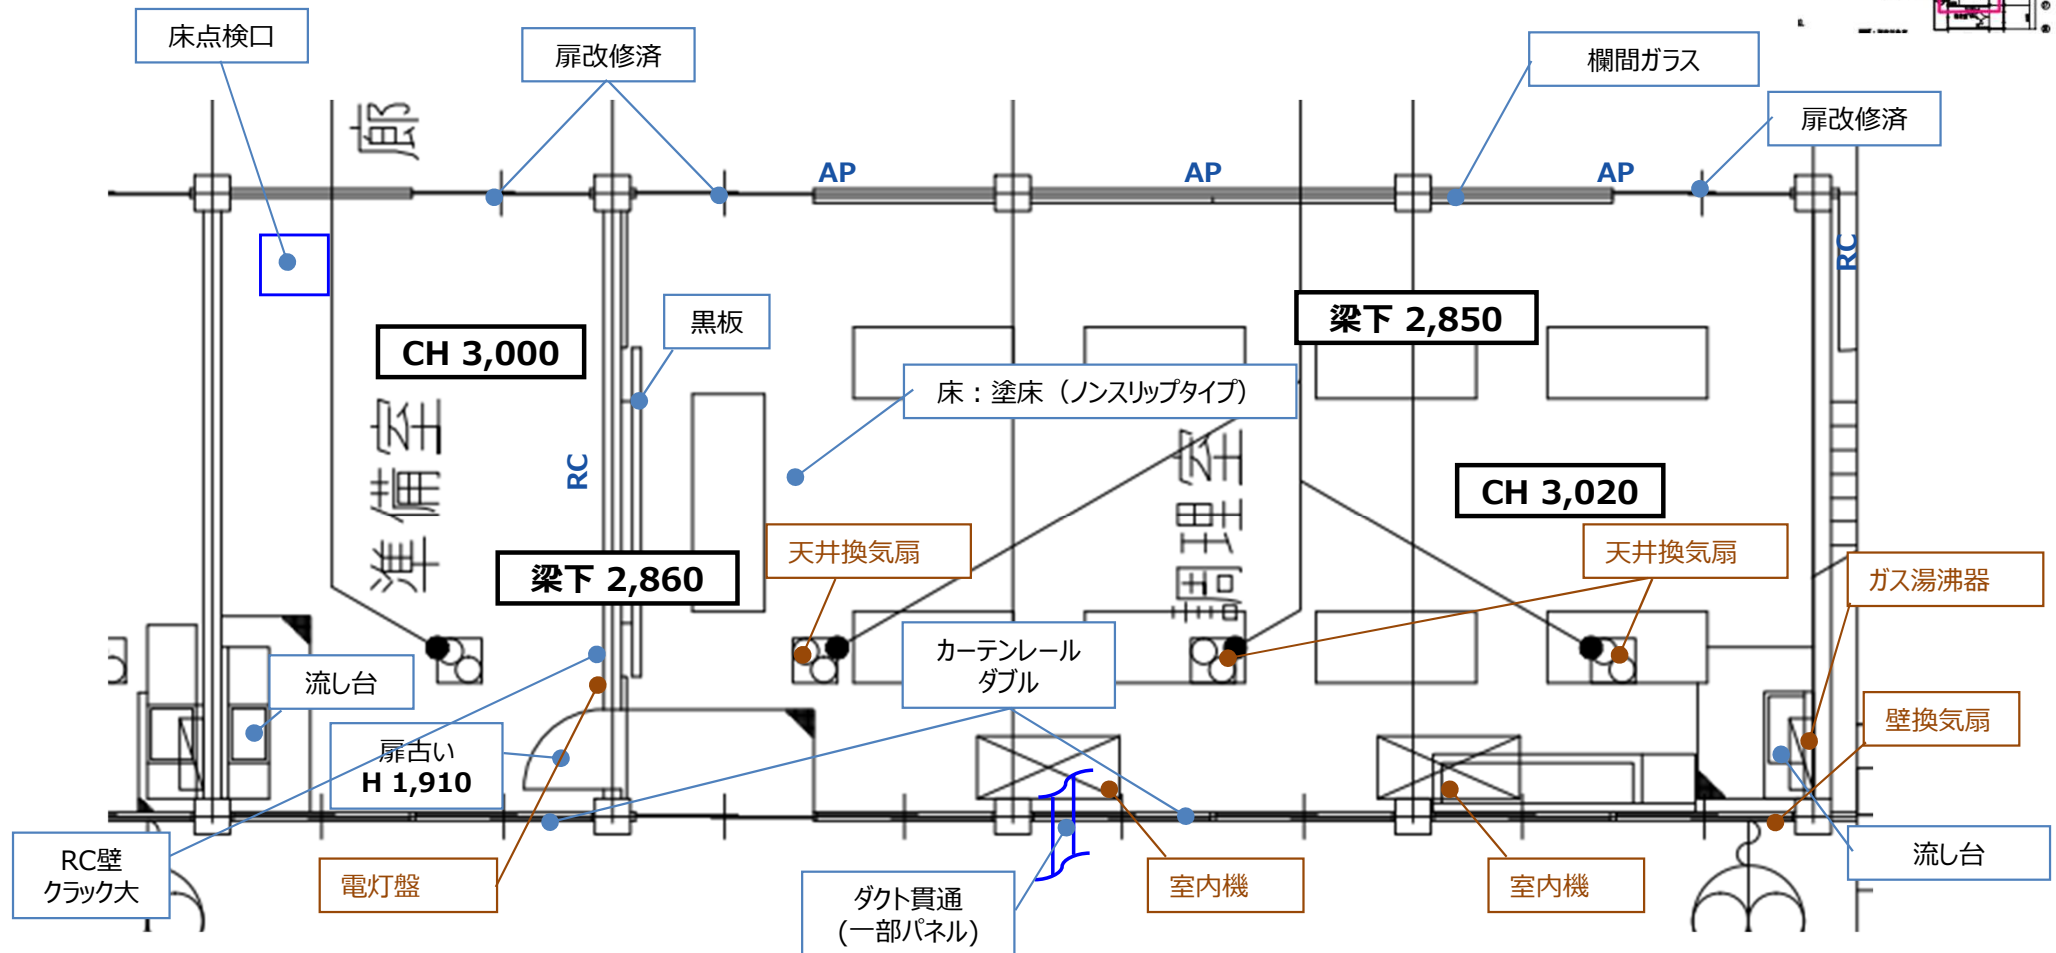 床点検口
扉改修済
欄間ガラス
扉改修済
廊
AP
AP
AP
RC
黒板
梁下 2,850
CH 3,000
床：塗床（ノンスリップタイプ）
準備室
RC
調理室
CH 3,020
梁下 2,860
天井換気扇
天井換気扇
ガス湯沸器
流し台
カーテンレール
ダブル
壁換気扇
扉古い
H 1,910
RC壁
クラック大
電灯盤
ダクト貫通
(一部パネル)
室内機
室内機
流し台